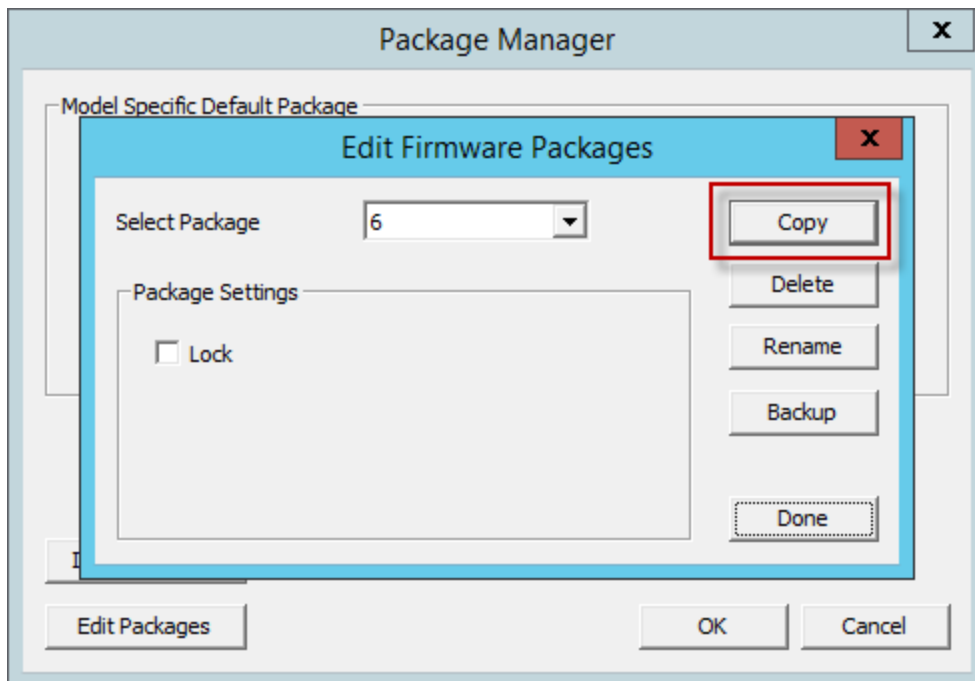 Package Manager
x
Model Specific Default Package
Edit Firmware Packages
x
Select Package
6
Copy
Package Settings
Delete
Lock
Rename
Backup
Done
Edit Packages
OK
Cancel